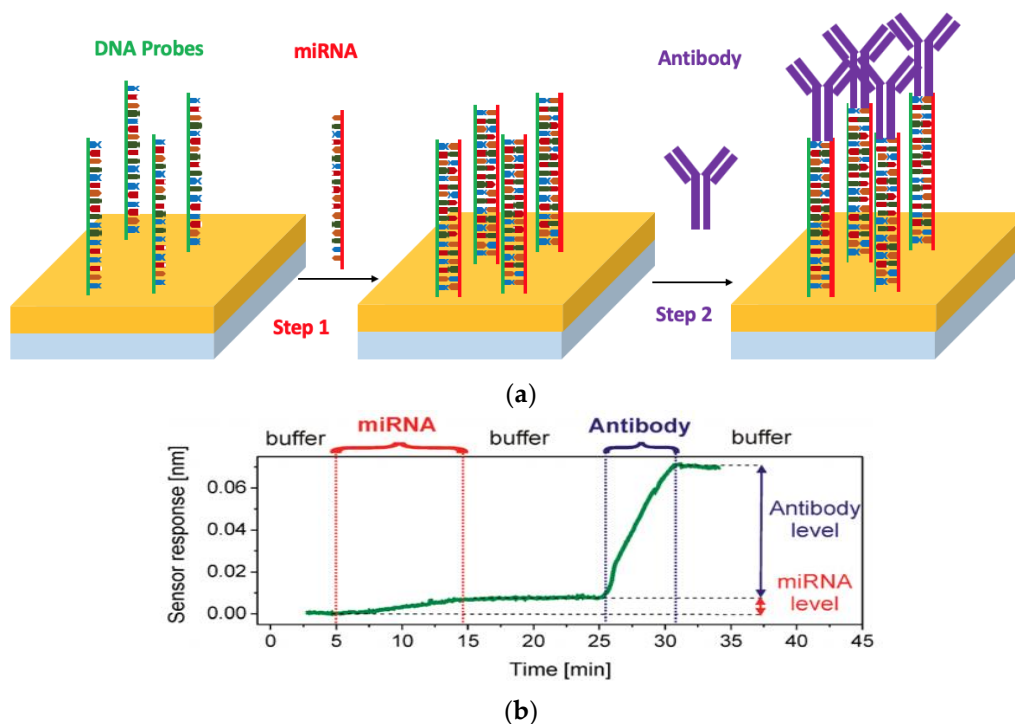 DNA Probes
miRNA
Antibody
Step 1
Step 2
(a)
miRNA
Antibody
buffer
buffer
buffer
Sensor response [nm]
0.06
0.04
0.02
0.00
Antibody
level
miRNA
level
0 5 10 15 20 25 30 35 40 45
Time [min]
(b)